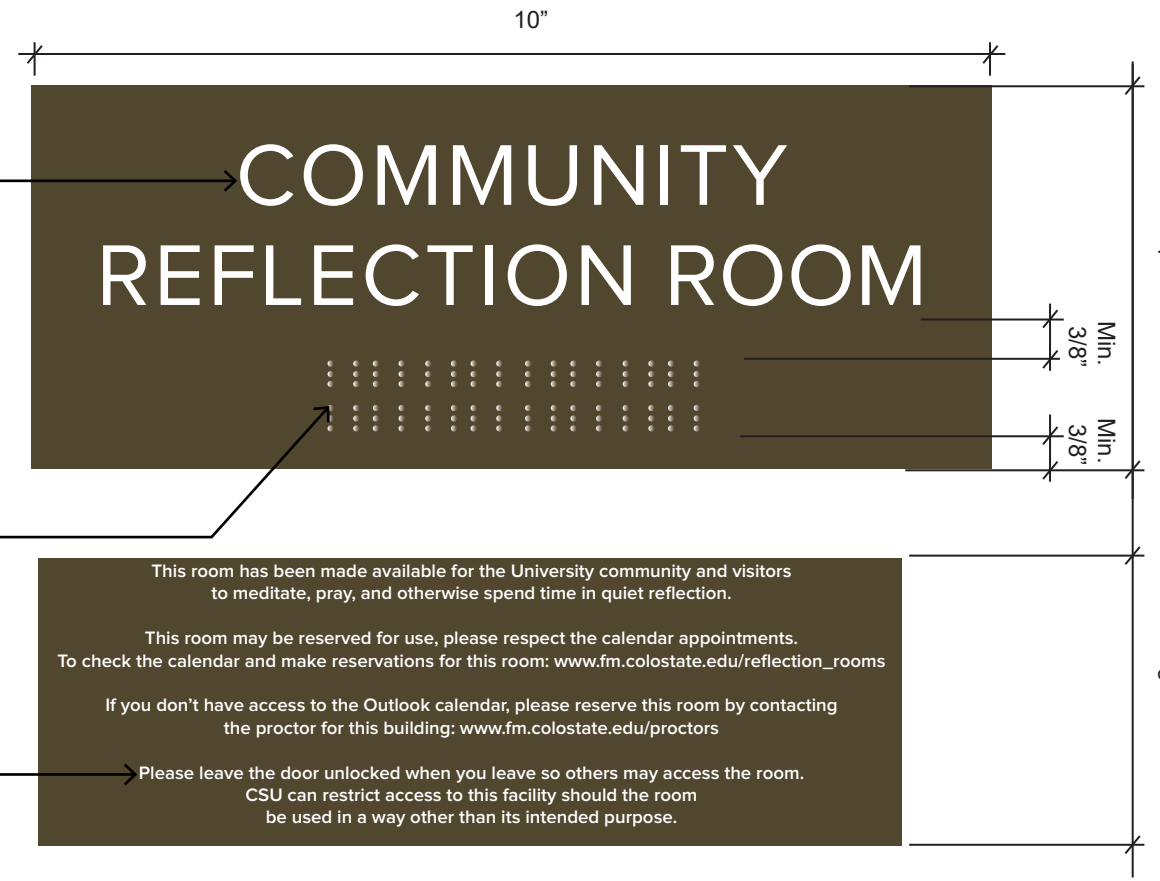 10”
COMMUNITY
REFLECTION ROOM
Min.
3/8”
Min.
3/8”
This room has been made available for the University community and visitors
to meditate, pray, and otherwise spend time in quiet reflection.
This room may be reserved for use, please respect the calendar appointments.
To check the calendar and make reservations for this room: www.fm.colostate.edu/reflection_rooms
If you don’t have access to the Outlook calendar, please reserve this room by contacting
the proctor for this building: www.fm.colostate.edu/proctors
Please leave the door unlocked when you leave so others may access the room.
CSU can restrict access to this facility should the room
be used in a way other than its intended purpose.